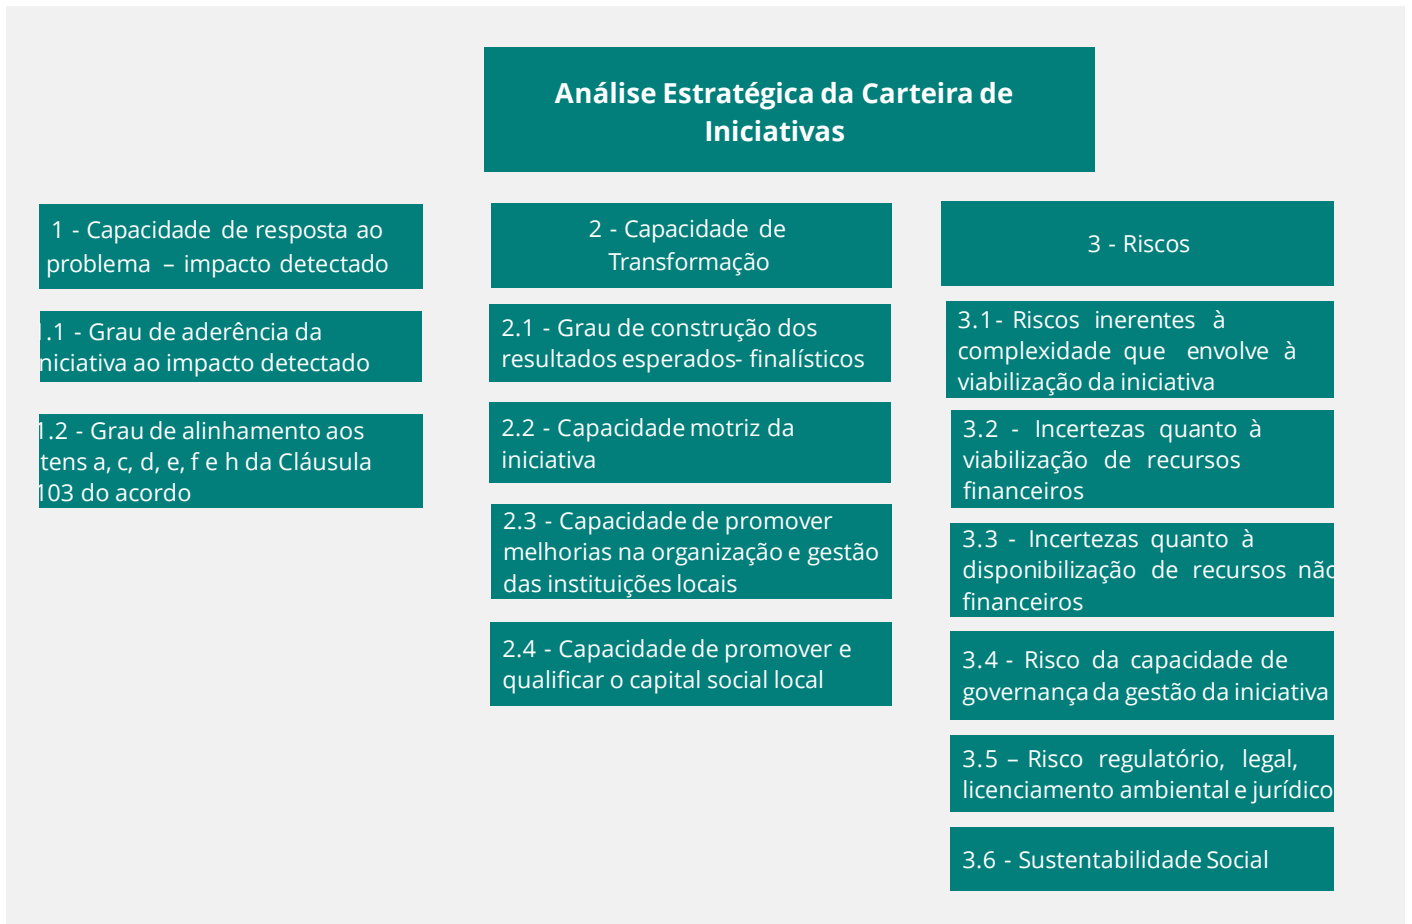 Análise Estratégica da Carteira de
Iniciativas
1 - Capacidade de resposta ao
problema – impacto detectado
1.1 - Grau de aderência da
iniciativa ao impacto detectado
1.2 - Grau de alinhamento aos
itens a, c, d, e, f e h da Cláusula
103 do acordo
2 - Capacidade de
Transformação
2.1 - Grau de construção dos
resultados esperados- finalísticos
2.2 - Capacidade motriz da
iniciativa
2.3 - Capacidade de promover
melhorias na organização e gestão
das instituições locais
2.4 - Capacidade de promover e
qualificar o capital social local
3 - Riscos
3.1- Riscos inerentes à
complexidade que envolve à
viabilização da iniciativa
3.2 - Incertezas quanto à
viabilização de recursos
financeiros
3.3 - Incertezas quanto à
disponibilização de recursos não
financeiros
3.4 - Risco da capacidade de
governança da gestão da iniciativa
3.5 – Risco regulatório, legal,
licenciamento ambiental e jurídico
3.6 - Sustentabilidade Social